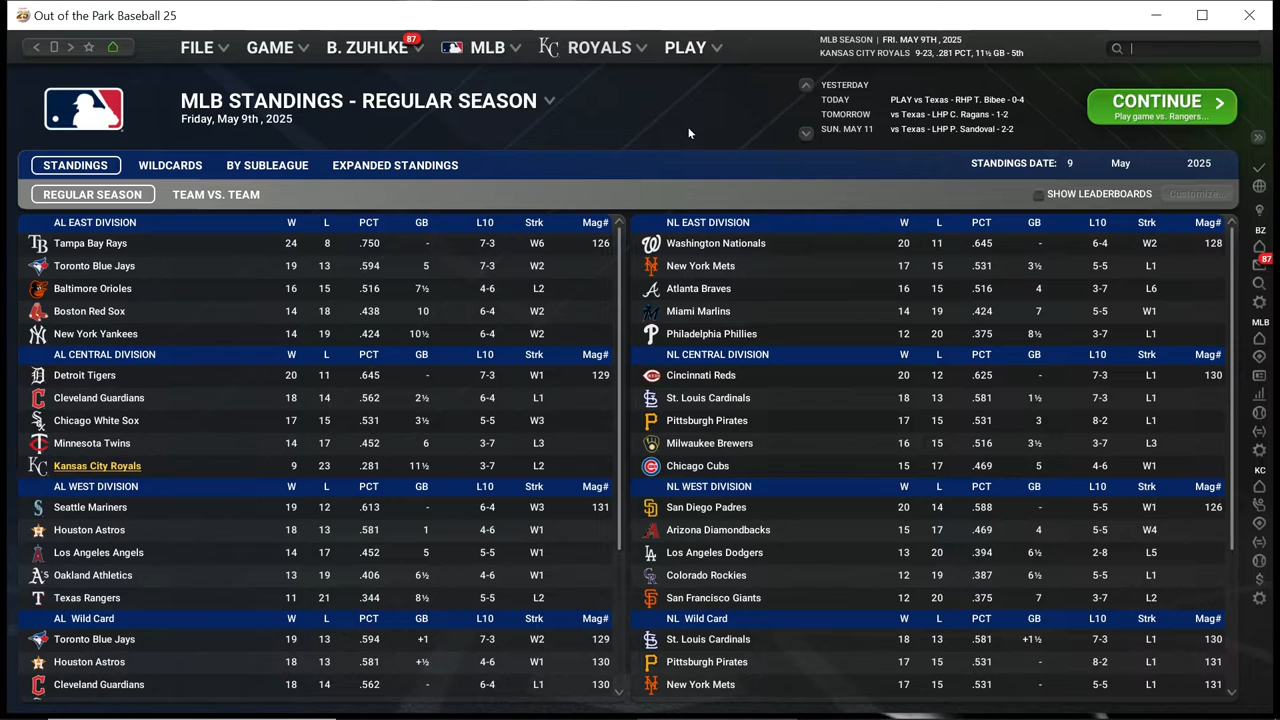 Out of the Park Baseball 25
FILE GAME B. ZUHLKE 87 MLB ROYALS PLAY
MLB SEASON | FRI. MAY 9TH , 2025
KANSAS CITY ROYALS 9-23, .281 PCT, 11½ GB - 5th
MLB STANDINGS - REGULAR SEASON
Friday, May 9th , 2025
YESTERDAY
TODAY PLAY vs Texas - RHP T. Bibee - 0-4
TOMORROW vs Texas - LHP C. Ragans - 1-2
SUN. MAY 11 vs Texas - LHP P. Sandoval - 2-2
CONTINUE
Play game vs. Rangers...
STANDINGS WILDCARDS BY SUBLEAGUE EXPANDED STANDINGS STANDINGS DATE: 9 May 2025
REGULAR SEASON TEAM VS. TEAM SHOW LEADERBOARDS Customize...
AL EAST DIVISION W L PCT GB L10 Strk Mag#
Tampa Bay Rays 24 8 .750 - 7-3 W6 126
Toronto Blue Jays 19 13 .594 5 7-3 W2
Baltimore Orioles 16 15 .516 7½ 4-6 L2
Boston Red Sox 14 18 .438 10 6-4 W2
New York Yankees 14 19 .424 10½ 6-4 W2
AL CENTRAL DIVISION W L PCT GB L10 Strk Mag#
Detroit Tigers 20 11 .645 - 7-3 W1 129
Cleveland Guardians 18 14 .562 2½ 6-4 L1
Chicago White Sox 17 15 .531 3½ 5-5 W3
Minnesota Twins 14 17 .452 6 3-7 L3
Kansas City Royals 9 23 .281 11½ 3-7 L2
AL WEST DIVISION W L PCT GB L10 Strk Mag#
Seattle Mariners 19 12 .613 - 6-4 W3 131
Houston Astros 18 13 .581 1 4-6 W1
Los Angeles Angels 14 17 .452 5 5-5 W1
Oakland Athletics 13 19 .406 6½ 4-6 W1
Texas Rangers 11 21 .344 8½ 5-5 L2
AL Wild Card W L PCT GB L10 Strk Mag#
Toronto Blue Jays 19 13 .594 +1 7-3 W2 129
Houston Astros 18 13 .581 +½ 4-6 W1 130
Cleveland Guardians 18 14 .562 - 6-4 L1 130
NL EAST DIVISION W L PCT GB L10 Strk Mag#
Washington Nationals 20 11 .645 - 6-4 W2 128
New York Mets 17 15 .531 3½ 5-5 L1
Atlanta Braves 16 15 .516 4 3-7 L6
Miami Marlins 14 19 .424 7 5-5 W1
Philadelphia Phillies 12 20 .375 8½ 3-7 L1
NL CENTRAL DIVISION W L PCT GB L10 Strk Mag#
Cincinnati Reds 20 12 .625 - 7-3 L1 130
St. Louis Cardinals 18 13 .581 1½ 7-3 L1
Pittsburgh Pirates 17 15 .531 3 8-2 L1
Milwaukee Brewers 16 15 .516 3½ 3-7 L3
Chicago Cubs 15 17 .469 5 4-6 W1
NL WEST DIVISION W L PCT GB L10 Strk Mag#
San Diego Padres 20 14 .588 - 5-5 W1 126
Arizona Diamondbacks 15 17 .469 4 5-5 W4
Los Angeles Dodgers 13 20 .394 6½ 2-8 L5
Colorado Rockies 12 19 .387 6½ 5-5 L1
San Francisco Giants 12 20 .375 7 3-7 L2
NL Wild Card W L PCT GB L10 Strk Mag#
St. Louis Cardinals 18 13 .581 +1½ 7-3 L1 130
Pittsburgh Pirates 17 15 .531 - 8-2 L1 131
New York Mets 17 15 .531 - 5-5 L1 131
BZ
87
MLB
KC